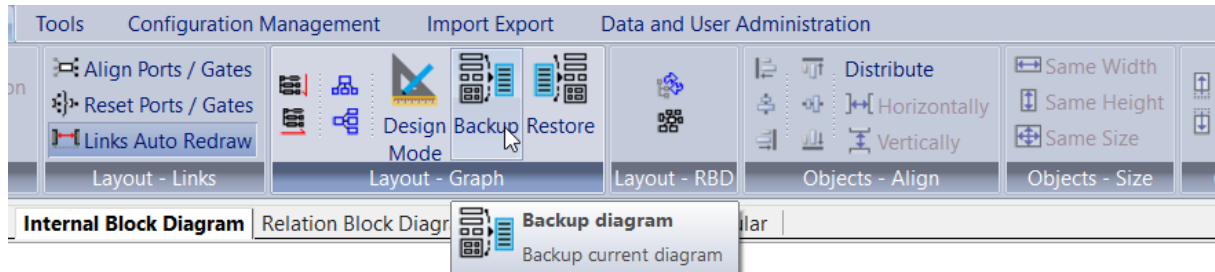 Tools Configuration Management Import Export Data and User Administration
on
Align Ports / Gates
Reset Ports / Gates
Links Auto Redraw
Layout - Links
Design Mode
Backup
Restore
Layout - Graph
Layout - RBD
Distribute
Horizontally
Vertically
Objects - Align
Same Width
Same Height
Same Size
Objects - Size
Internal Block Diagram Relation Block Diagr
lar
Backup diagram
Backup current diagram